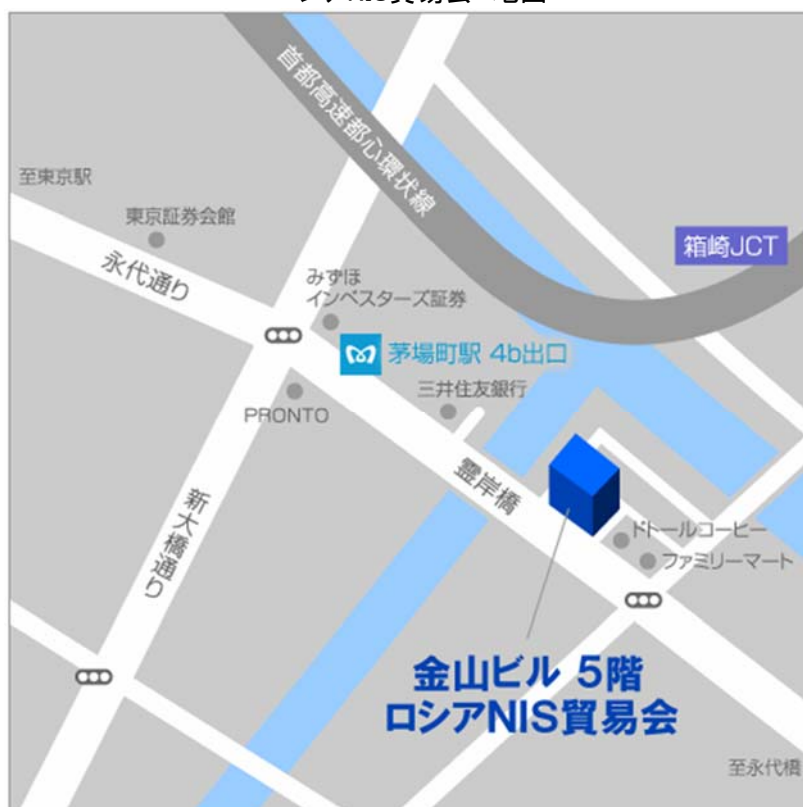 首都高速都心環状線
至東京駅
東京証券会館
永代通り
箱崎JCT
みずほ
インベスターズ証券
茅場町駅 4b出口
三井住友銀行
PRONTO
霊岸橋
新大橋通り
ドトールコーヒー
ファミリーマート
金山ビル 5階
ロシアNIS貿易会
至永代橋